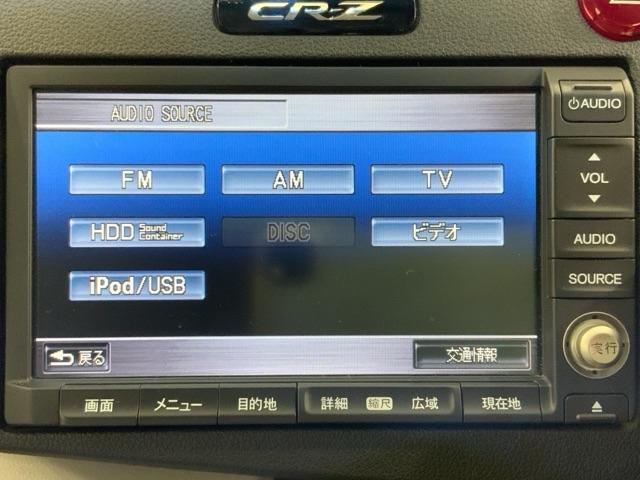 CR-Z
AUDIO SOURCE
AUDIO
FM AM TV
VOL
HDD Sound Container DISC ビデオ
AUDIO
iPod/USB
SOURCE
戻る 交通情報
実行
画面 メニュー 目的地 詳細 縮尺 広域 現在地